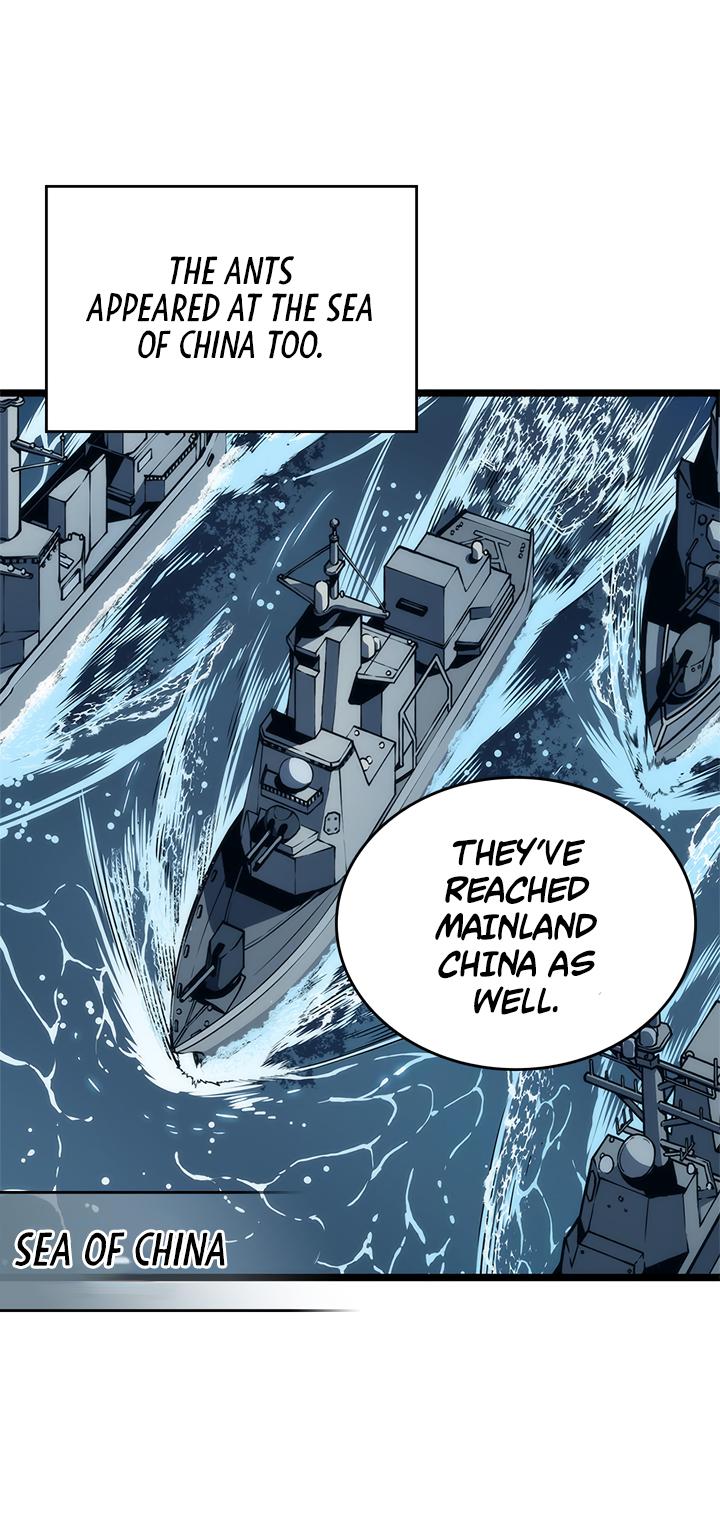 THE ANTS
APPEARED AT THE SEA
OF CHINA TOO.
THEY'VE
REACHED
MAINLAND
CHINA AS
WELL.
SEA OF CHINA